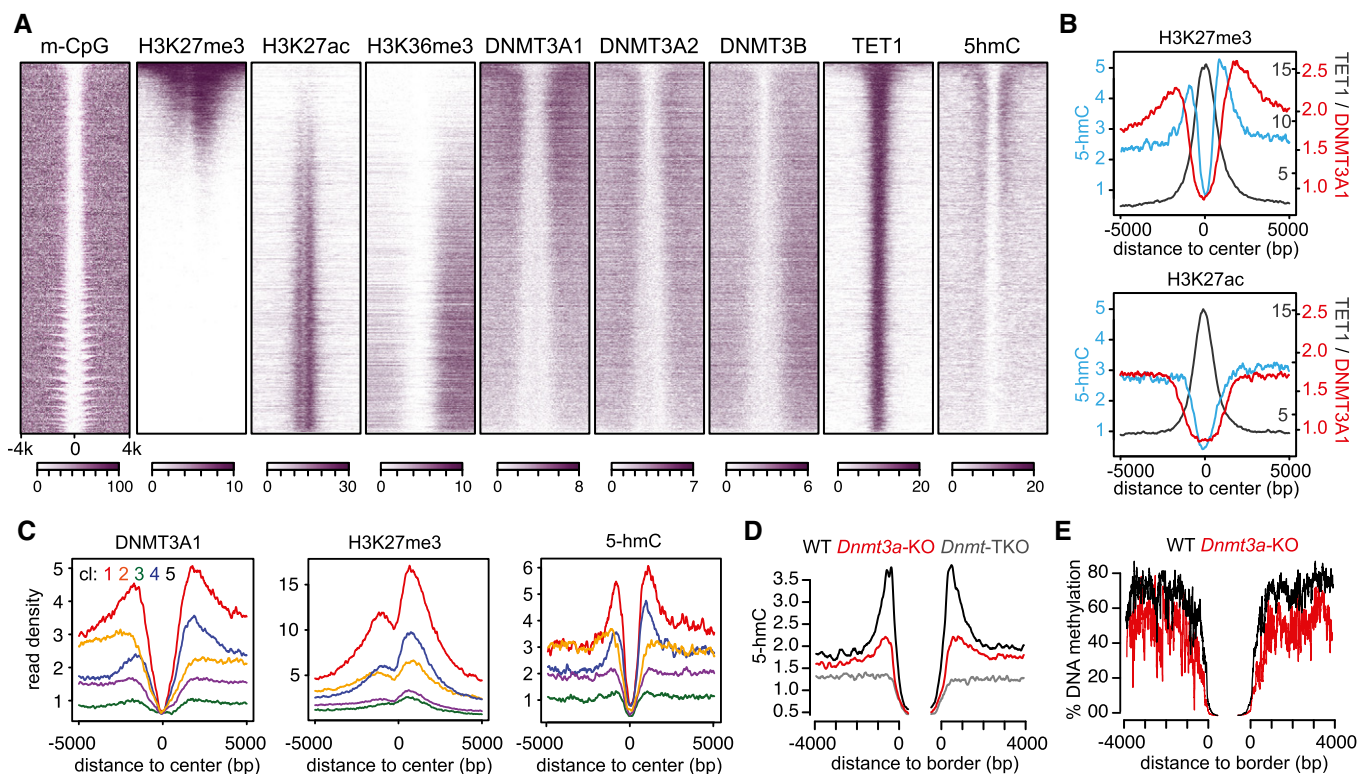 A
m-CpG H3K27me3 H3K27ac H3K36me3 DNMT3A1 DNMT3A2 DNMT3B TET1 5hmC
-4k 0 4k
0 100 0 10 0 30 0 10 0 8 0 7 0 6 0 20 0 20
B
H3K27me3
5-hmC
5
4
3
2
1
15
10
5
2.5
2.0
1.5
1.0
TET1 / DNMT3A1
-5000 0 5000
distance to center (bp)
H3K27ac
5-hmC
5
4
3
2
1
15
10
5
2.5
2.0
1.5
1.0
TET1 / DNMT3A1
-5000 0 5000
distance to center (bp)
C
DNMT3A1
cl: 1 2 3 4 5
read density
5
4
3
2
1
-5000 0 5000
distance to center (bp)
H3K27me3
15
10
5
-5000 0 5000
distance to center (bp)
5-hmC
6
5
4
3
2
1
-5000 0 5000
distance to center (bp)
D
WT Dnmt3a-KO Dnmt-TKO
5-hmC
3.5
3.0
2.5
2.0
1.5
1.0
0.5
-4000 0 0 4000
distance to border (bp)
E
WT Dnmt3a-KO
% DNA methylation
80
60
40
20
00
-4000 0 0 4000
distance to border (bp)